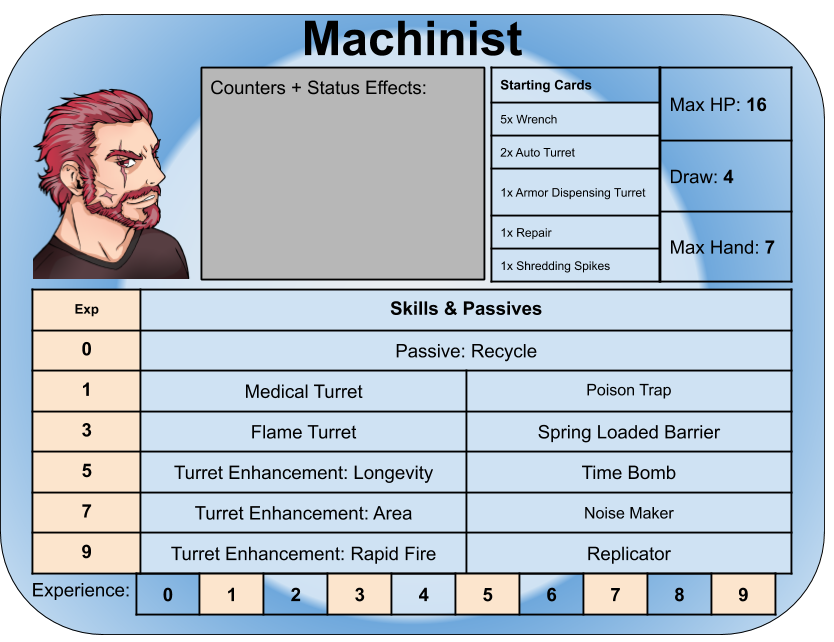 Machinist
Counters + Status Effects:
Starting Cards
5x Wrench
2x Auto Turret
1x Armor Dispensing Turret
1x Repair
1x Shredding Spikes
Max HP: 16
Draw: 4
Max Hand: 7
Exp Skills & Passives
0 Passive: Recycle
1 Medical Turret Poison Trap
3 Flame Turret Spring Loaded Barrier
5 Turret Enhancement: Longevity Time Bomb
7 Turret Enhancement: Area Noise Maker
9 Turret Enhancement: Rapid Fire Replicator
Experience: 0 1 2 3 4 5 6 7 8 9